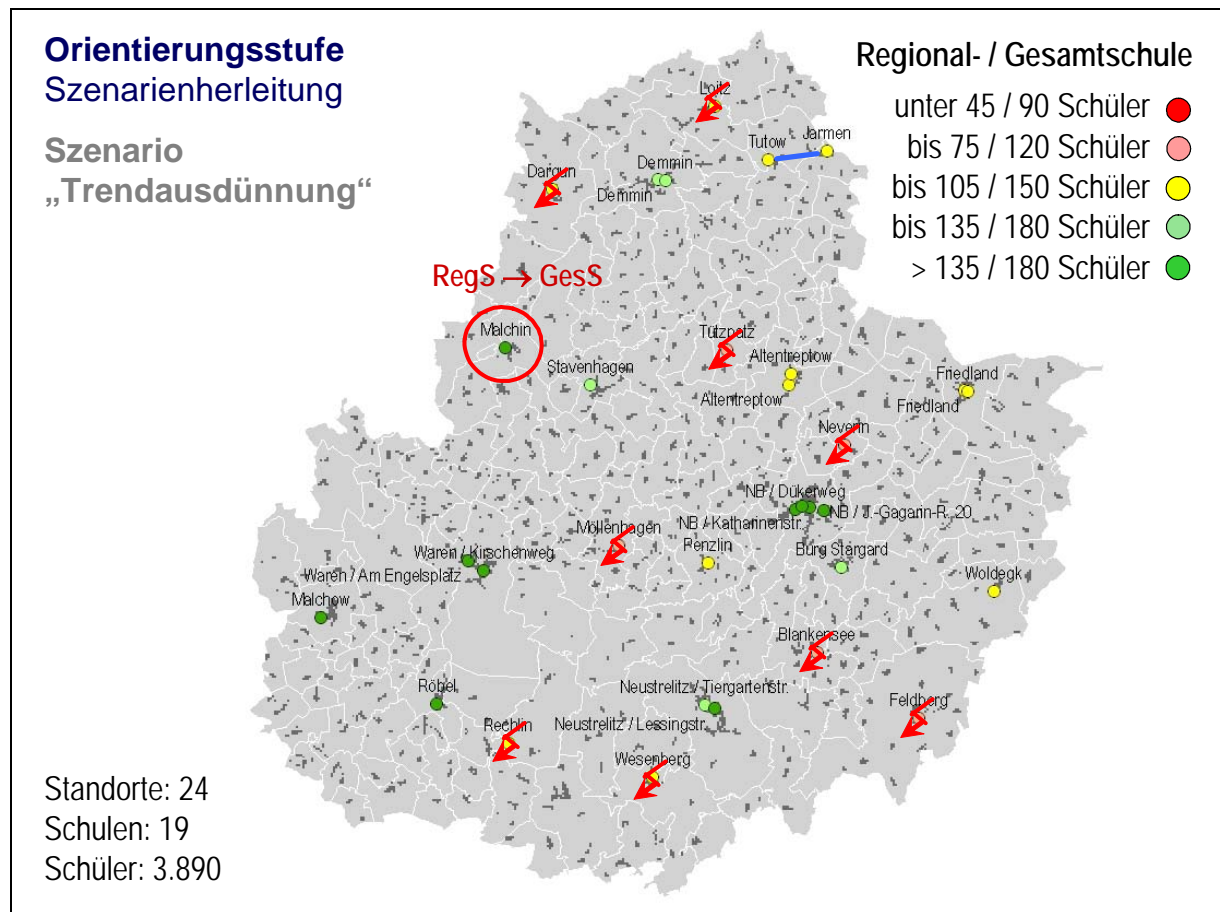 Orientierungsstufe
Szenarienherleitung
Szenario
„Trendausdünnung“
Regional- / Gesamtschule
unter 45 / 90 Schüler
bis 75 / 120 Schüler
bis 105 / 150 Schüler
bis 135 / 180 Schüler
> 135 / 180 Schüler
Loitz
Tutow
Jarmen
Demmin
Demmin
Dargun
RegS → GesS
Malchin
Tützpatz
Stavenhagen
Altentreptow
Altentreptow
Friedland
Friedland
Neverin
NB / Dükerweg
NB / J.-Gagarin-R. 20
NB / Katharinenstr.
Möllenhagen
Penzlin
Burg Stargard
Waren / Kirschenweg
Waren / Am Engelsplatz
Malchow
Woldegk
Blankensee
Röbel
Neustrelitz / Tiergartenstr.
Neustrelitz / Lessingstr.
Feldberg
Rechlin
Wesenberg
Standorte: 24
Schulen: 19
Schüler: 3.890